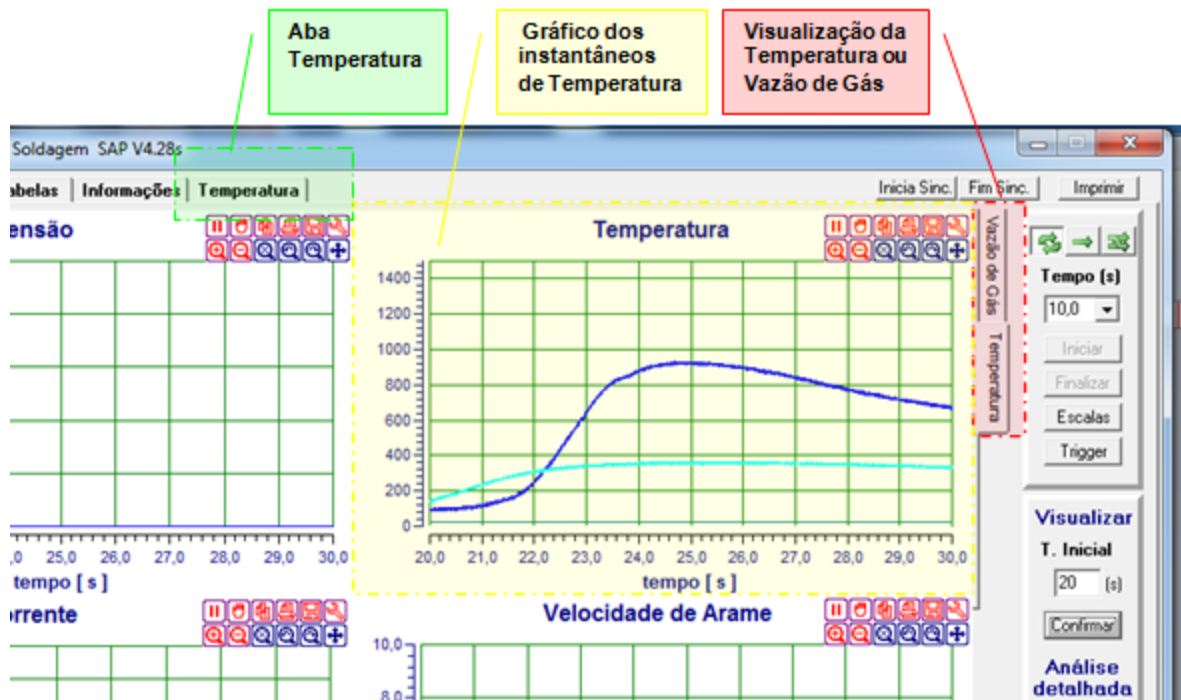 Aba
Temperatura
Gráfico dos
instantâneos
de Temperatura
Visualização da
Temperatura ou
Vazão de Gás
Soldagem SAP V4.28s
abelas
Informações
Temperatura
Inicia Sinc.
Fim Sinc.
Imprimir
ensão
Temperatura
1400
1200
1000
800
600
400
200
0
20,0 21,0 22,0 23,0 24,0 25,0 26,0 27,0 28,0 29,0 30,0
tempo [ s ]
,0 25,0 26,0 27,0 28,0 29,0 30,0
tempo [ s ]
Vazão de Gás
Temperatura
Tempo (s)
10,0
Iniciar
Finalizar
Escalas
Trigger
Visualizar
T. Inicial
20 (s)
Confirmar
Análise
detalhada
rrente
Velocidade de Arame
10,0
8,0